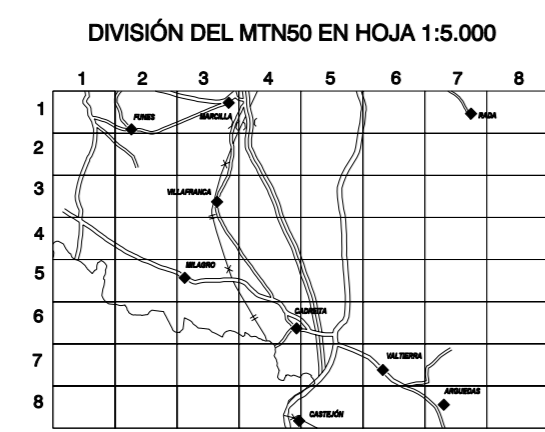 DIVISIÓN DEL MTN50 EN HOJA 1:5.000
1 2 3 4 5 6 7 8
1
FUNES
MARCILLA
RADA
2
3
VILLAFRANCA
4
5
MILAGRO
6
CADREITA
7
VALTIERRA
8
ARGUEDAS
CASTEJÓN